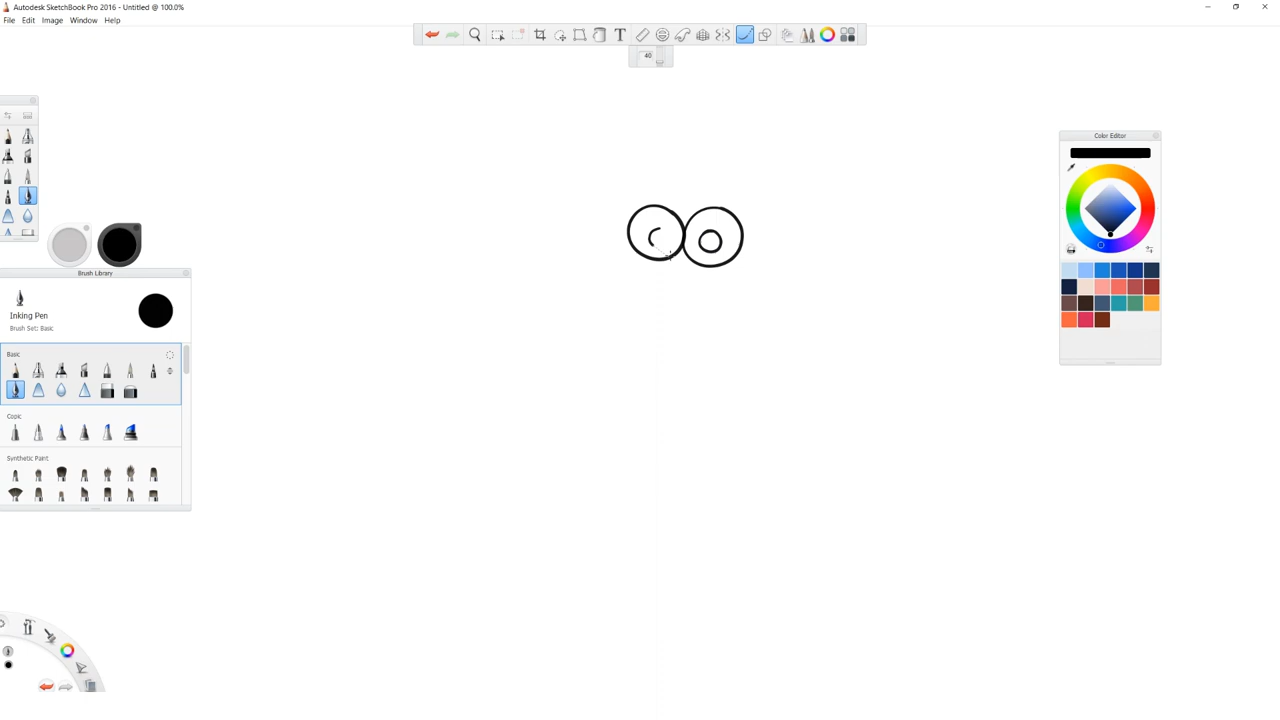 Autodesk SketchBook Pro 2016 - Untitled @ 100.0%
File Edit Image Window Help
T
40
Color Editor
Brush Library
Inking Pen
Brush Set: Basic
Basic
Copic
Synthetic Paint